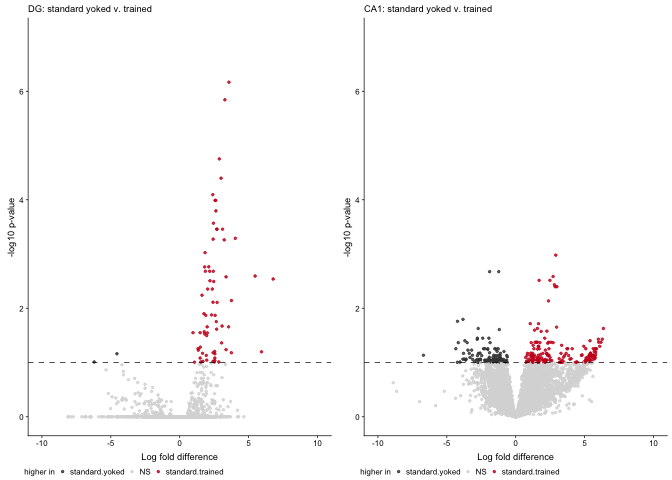 DG: standard yoked v. trained
CA1: standard yoked v. trained
-log10 p-value
6
4
2
0
-10
-5
0
5
10
Log fold difference
higher in standard.yoked NS standard.trained
-log10 p-value
6
4
2
0
-10
-5
0
5
10
Log fold difference
higher in standard.yoked NS standard.trained